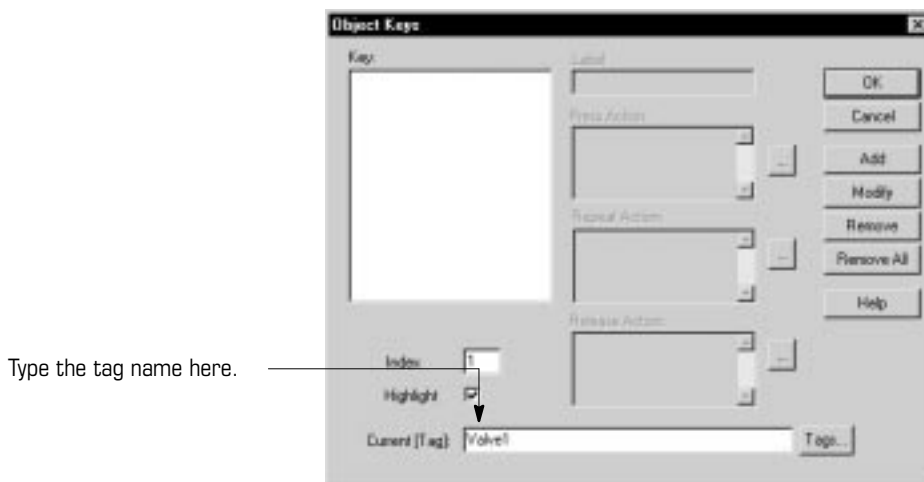 Object Keys
Key:
Label
OK
Cancel
Press Action:
...
Add
Modify
Repeat Action:
Remove
...
Remove All
Help
Release Action:
Type the tag name here.
Index
1
...
Highlight
Current [Tag]:
Valve1
Tags...